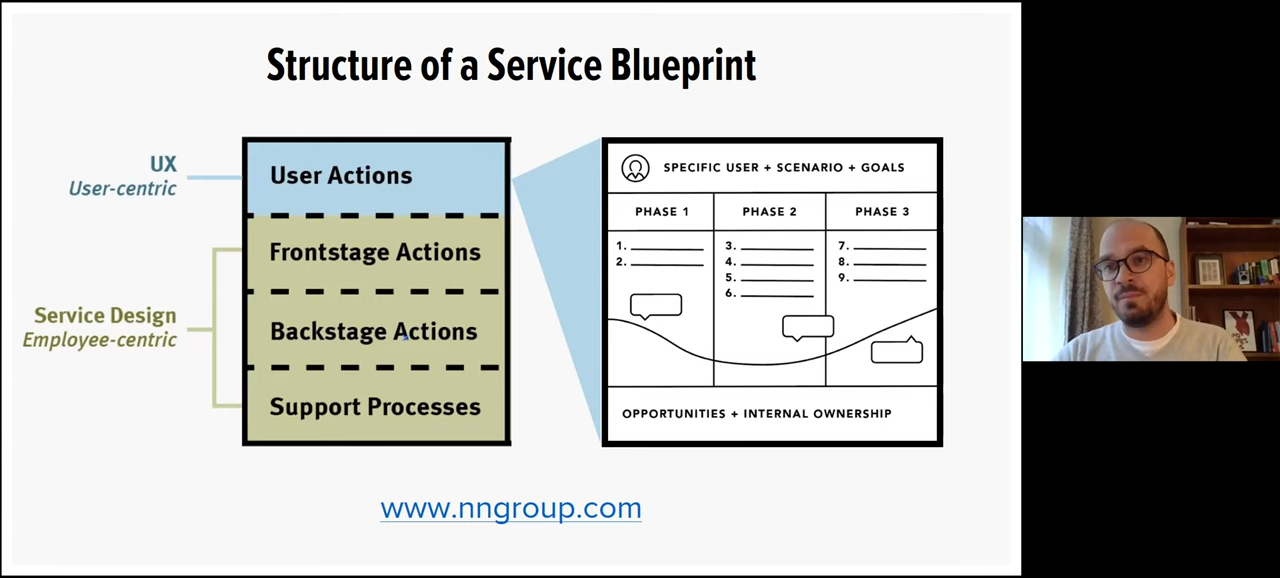 Structure of a Service Blueprint
UX
User-centric
Service Design
Employee-centric
User Actions
Frontstage Actions
Backstage Actions
Support Processes
SPECIFIC USER + SCENARIO + GOALS
PHASE 1
PHASE 2
PHASE 3
1.
2.
3.
4.
5.
6.
7.
8.
9.
OPPORTUNITIES + INTERNAL OWNERSHIP
www.nngroup.com